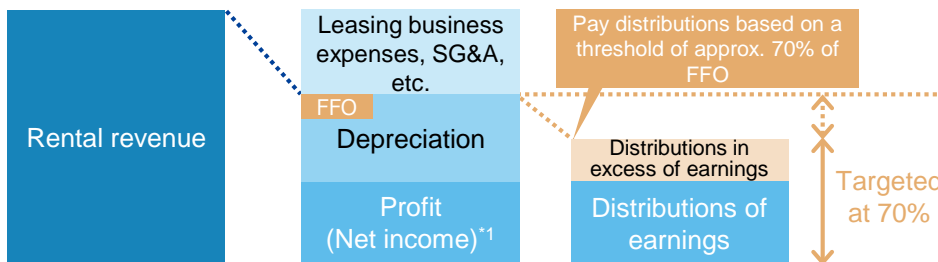 Rental revenue
Leasing business
expenses, SG&A,
etc.
FFO
Depreciation
Profit
(Net income)*1
Pay distributions based on a
threshold of approx. 70% of
FFO
Distributions in
excess of earnings
Distributions of
earnings
Targeted
at 70%